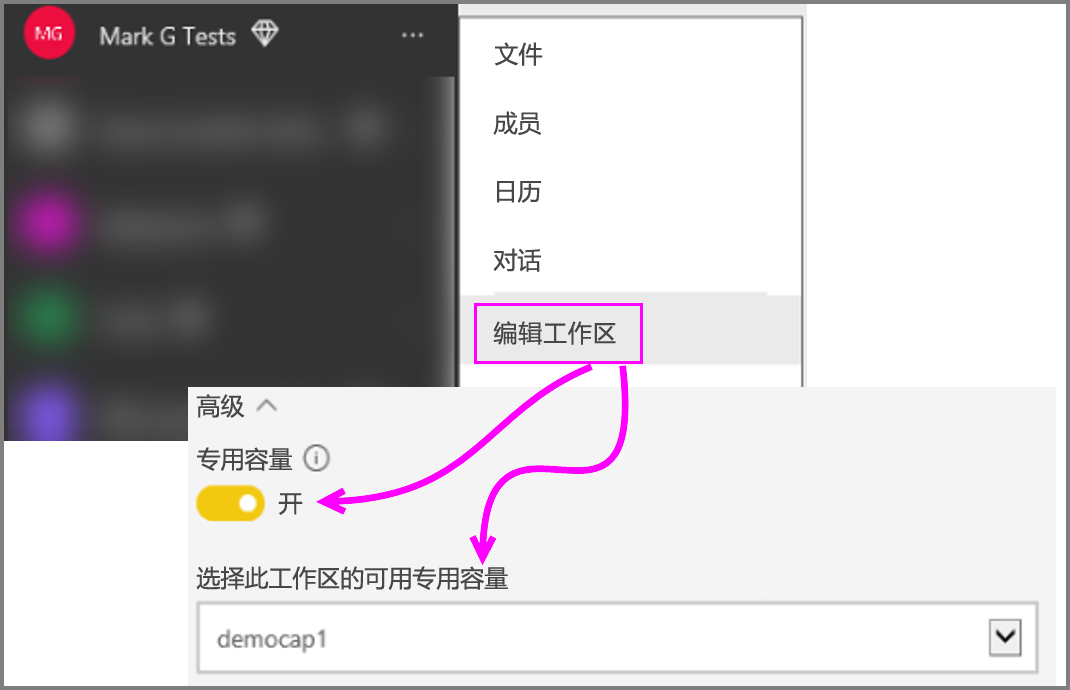 MG
Mark G Tests
...
文件
成员
日历
对话
编辑工作区
高级
专用容量
开
选择此工作区的可用专用容量
democap1